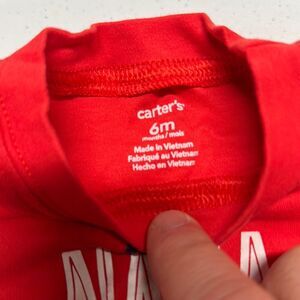 carter's
6m
months/mois
Made in Vietnam
Fabriqué au Vietnam
Hecho en Vietnam